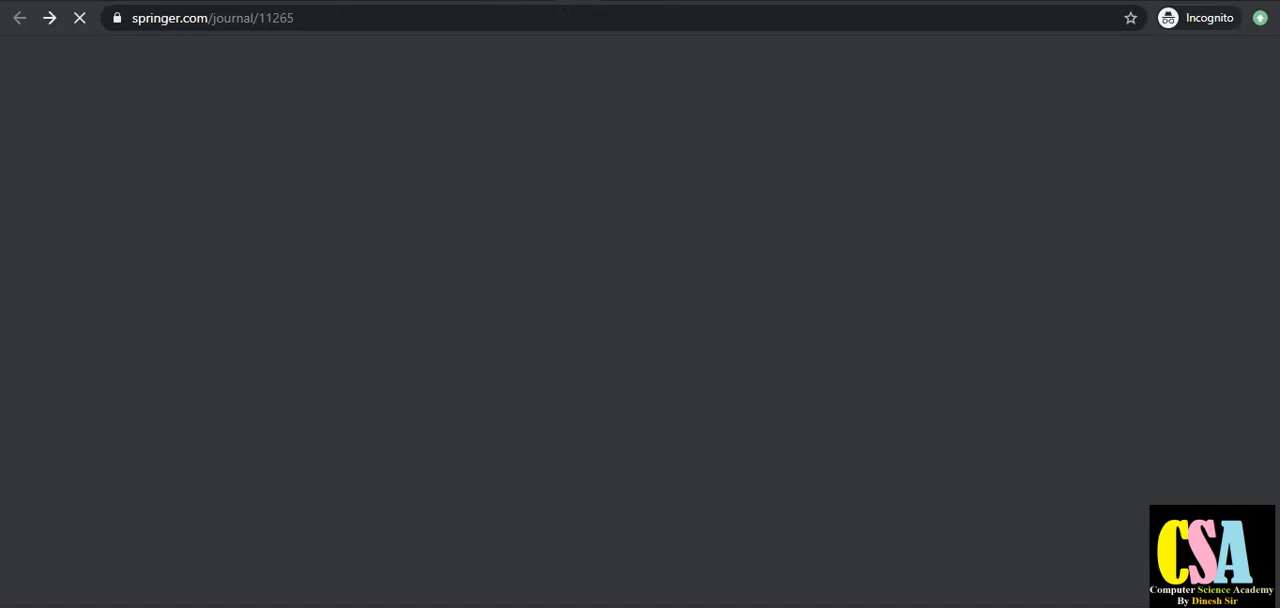 springer.com/journal/11265
Incognito
CSA
Computer Science Academy
By Dinesh Sir